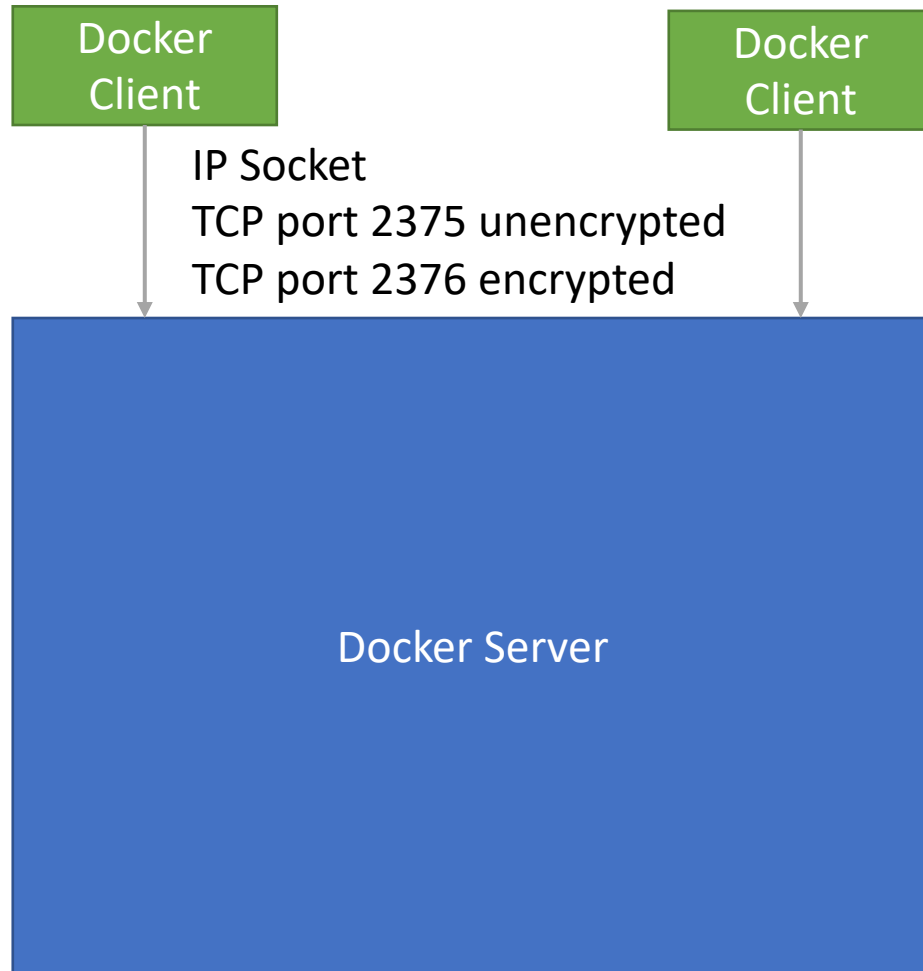 Docker
Client
Docker
Client
IP Socket
TCP port 2375 unencrypted
TCP port 2376 encrypted
Docker Server